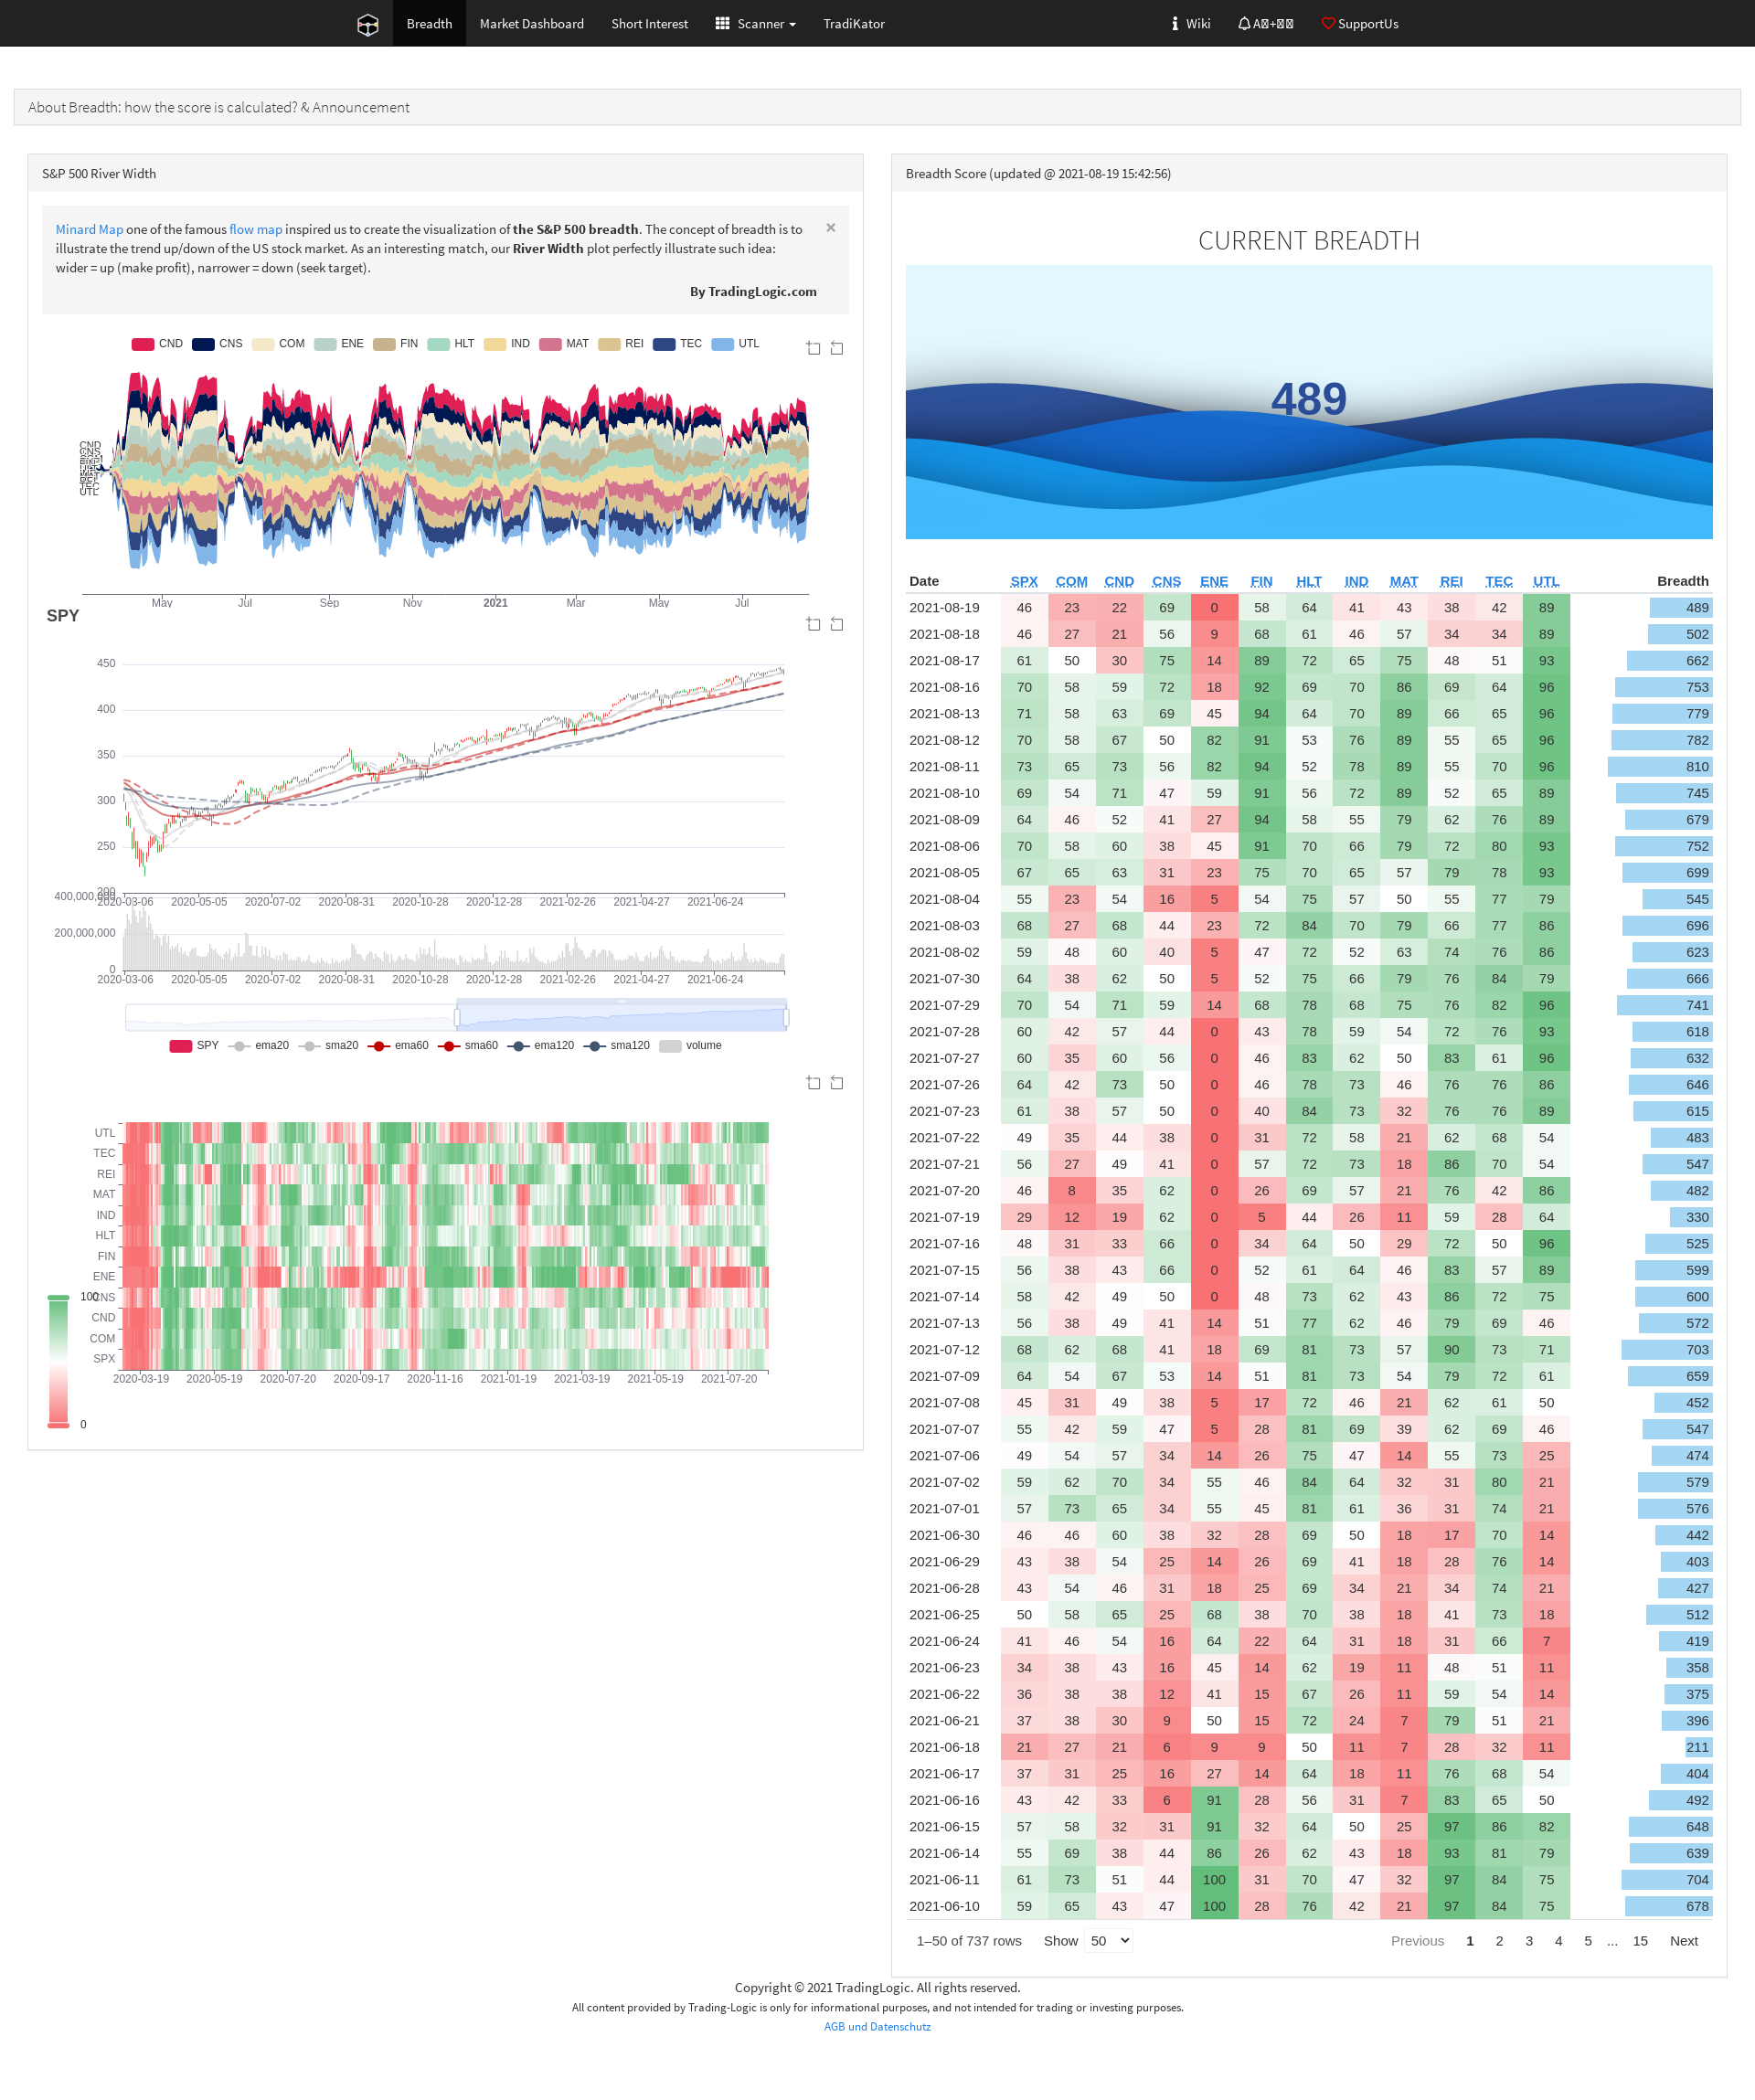 Breadth Market Dashboard Short Interest Scanner TradiKator Wiki SupportUs
About Breadth: how the score is calculated? & Announcement
S&P 500 River Width
Minard Map one of the famous flow map inspired us to create the visualization of the S&P 500 breadth. The concept of breadth is to
illustrate the trend up/down of the US stock market. As an interesting match, our River Width plot perfectly illustrate such idea:
wider = up (make profit), narrower = down (seek target).
×
By TradingLogic.com
CND CNS COM ENE FIN HLT IND MAT REI TEC UTL
CND
CNS
TEC
UTL
May Jul Sep Nov 2021 Mar May Jul
SPY
450
400
350
300
250
200
2020-03-06 2020-05-05 2020-07-02 2020-08-31 2020-10-28 2020-12-28 2021-02-26 2021-04-27 2021-06-24
400,000,000
200,000,000
0
2020-03-06 2020-05-05 2020-07-02 2020-08-31 2020-10-28 2020-12-28 2021-02-26 2021-04-27 2021-06-24
SPY ema20 sma20 ema60 sma60 ema120 sma120 volume
UTL
TEC
REI
MAT
IND
HLT
FIN
ENE
CNS
CND
COM
SPX
2020-03-19 2020-05-19 2020-07-20 2020-09-17 2020-11-16 2021-01-19 2021-03-19 2021-05-19 2021-07-20
100
0
Breadth Score (updated @ 2021-08-19 15:42:56)
CURRENT BREADTH
489
Date SPX COM CND CNS ENE FIN HLT IND MAT REI TEC UTL Breadth
2021-08-19 46 23 22 69 0 58 64 41 43 38 42 89 489
2021-08-18 46 27 21 56 9 68 61 46 57 34 34 89 502
2021-08-17 61 50 30 75 14 89 72 65 75 48 51 93 662
2021-08-16 70 58 59 72 18 92 69 70 86 69 64 96 753
2021-08-13 71 58 63 69 45 94 64 70 89 66 65 96 779
2021-08-12 70 58 67 50 82 91 53 76 89 55 65 96 782
2021-08-11 73 65 73 56 82 94 52 78 89 55 70 96 810
2021-08-10 69 54 71 47 59 91 56 72 89 52 65 89 745
2021-08-09 64 46 52 41 27 94 58 55 79 62 76 89 679
2021-08-06 70 58 60 38 45 91 70 66 79 72 80 93 752
2021-08-05 67 65 63 31 23 75 70 65 57 79 78 93 699
2021-08-04 55 23 54 16 5 54 75 57 50 55 77 79 545
2021-08-03 68 27 68 44 23 72 84 70 79 66 77 86 696
2021-08-02 59 48 60 40 5 47 72 52 63 74 76 86 623
2021-07-30 64 38 62 50 5 52 75 66 79 76 84 79 666
2021-07-29 70 54 71 59 14 68 78 68 75 76 82 96 741
2021-07-28 60 42 57 44 0 43 78 59 54 72 76 93 618
2021-07-27 60 35 60 56 0 46 83 62 50 83 61 96 632
2021-07-26 64 42 73 50 0 46 78 73 46 76 76 86 646
2021-07-23 61 38 57 50 0 40 84 73 32 76 76 89 615
2021-07-22 49 35 44 38 0 31 72 58 21 62 68 54 483
2021-07-21 56 27 49 41 0 57 72 73 18 86 70 54 547
2021-07-20 46 8 35 62 0 26 69 57 21 76 42 86 482
2021-07-19 29 12 19 62 0 5 44 26 11 59 28 64 330
2021-07-16 48 31 33 66 0 34 64 50 29 72 50 96 525
2021-07-15 56 38 43 66 0 52 61 64 46 83 57 89 599
2021-07-14 58 42 49 50 0 48 73 62 43 86 72 75 600
2021-07-13 56 38 49 41 14 51 77 62 46 79 69 46 572
2021-07-12 68 62 68 41 18 69 81 73 57 90 73 71 703
2021-07-09 64 54 67 53 14 51 81 73 54 79 72 61 659
2021-07-08 45 31 49 38 5 17 72 46 21 62 61 50 452
2021-07-07 55 42 59 47 5 28 81 69 39 62 69 46 547
2021-07-06 49 54 57 34 14 26 75 47 14 55 73 25 474
2021-07-02 59 62 70 34 55 46 84 64 32 31 80 21 579
2021-07-01 57 73 65 34 55 45 81 61 36 31 74 21 576
2021-06-30 46 46 60 38 32 28 69 50 18 17 70 14 442
2021-06-29 43 38 54 25 14 26 69 41 18 28 76 14 403
2021-06-28 43 54 46 31 18 25 69 34 21 34 74 21 427
2021-06-25 50 58 65 25 68 38 70 38 18 41 73 18 512
2021-06-24 41 46 54 16 64 22 64 31 18 31 66 7 419
2021-06-23 34 38 43 16 45 14 62 19 11 48 51 11 358
2021-06-22 36 38 38 12 41 15 67 26 11 59 54 14 375
2021-06-21 37 38 30 9 50 15 72 24 7 79 51 21 396
2021-06-18 21 27 21 6 9 9 50 11 7 28 32 11 211
2021-06-17 37 31 25 16 27 14 64 18 11 76 68 54 404
2021-06-16 43 42 33 6 91 28 56 31 7 83 65 50 492
2021-06-15 57 58 32 31 91 32 64 50 25 97 86 82 648
2021-06-14 55 69 38 44 86 26 62 43 18 93 81 79 639
2021-06-11 61 73 51 44 100 31 70 47 32 97 84 75 704
2021-06-10 59 65 43 47 100 28 76 42 21 97 84 75 678
1–50 of 737 rows Show 50 Previous 1 2 3 4 5 ... 15 Next
Copyright © 2021 TradingLogic. All rights reserved.
All content provided by Trading-Logic is only for informational purposes, and not intended for trading or investing purposes.
AGB und Datenschutz